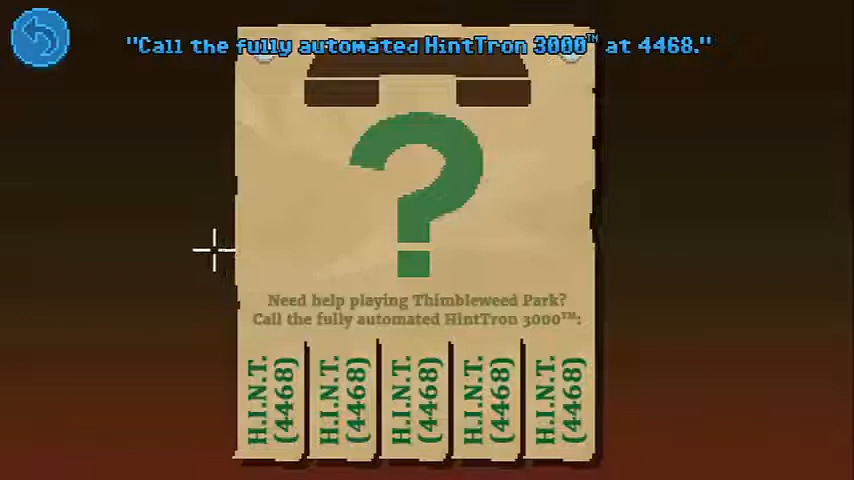 "Call the fully automated HintTron 3000™ at 4468."
?
Need help playing Thimbleweed Park?
Call the fully automated HintTron 3000™:
H.I.N.T.
(4468)
H.I.N.T.
(4468)
H.I.N.T.
(4468)
H.I.N.T.
(4468)
H.I.N.T.
(4468)